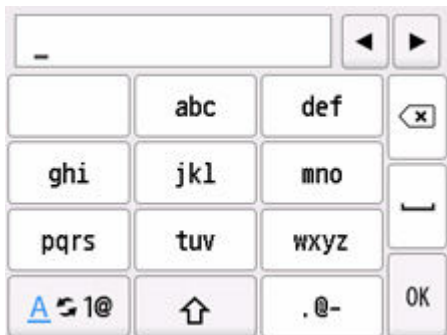 _
abc def
ghi jkl mno
pqrs tuv wxyz
A 1@ .@- OK